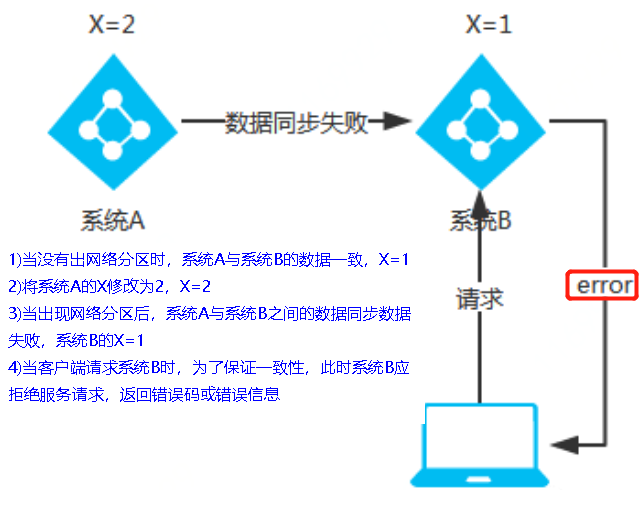 X=2
X=1
数据同步失败
系统A
系统B
1)当没有出网络分区时，系统A与系统B的数据一致，X=1
2)将系统A的X修改为2，X=2
3)当出现网络分区后，系统A与系统B之间的数据同步数据
失败，系统B的X=1
4)当客户端请求系统B时，为了保证一致性，此时系统B应
拒绝服务请求，返回错误码或错误信息
error
请求